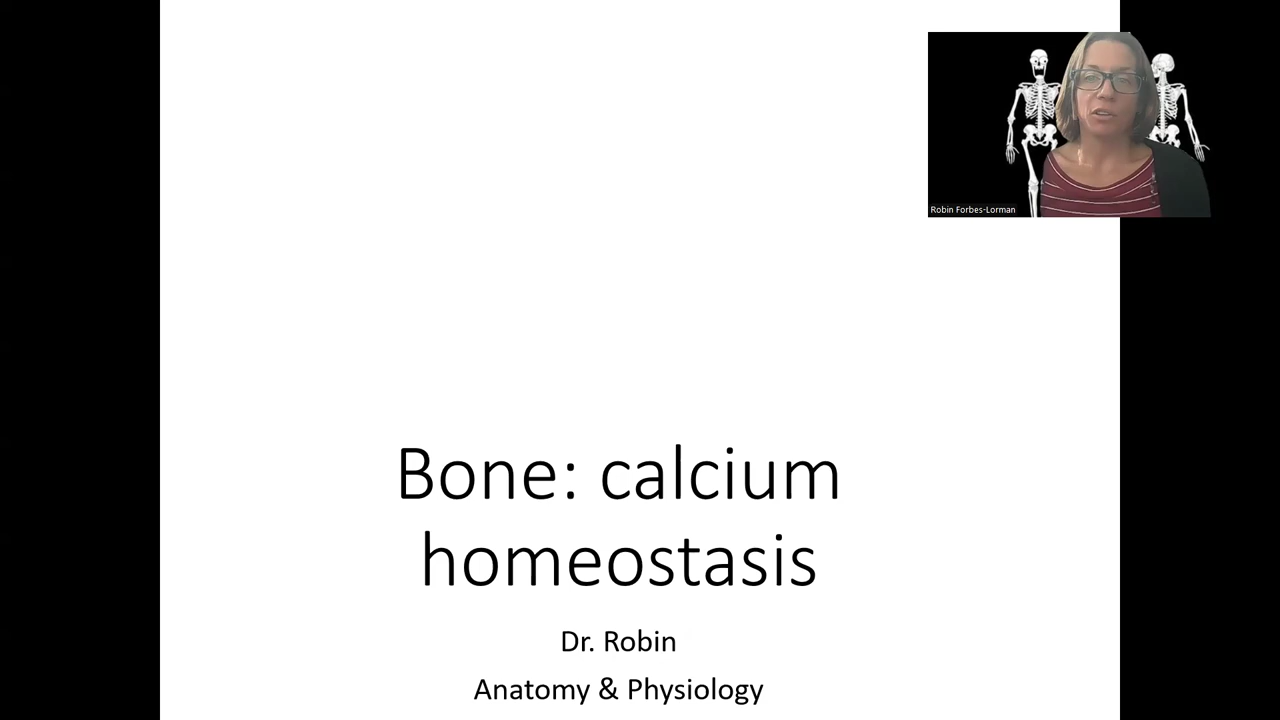 Robin Forbes-Lorman
Bone: calcium
homeostasis
Dr. Robin
Anatomy & Physiology